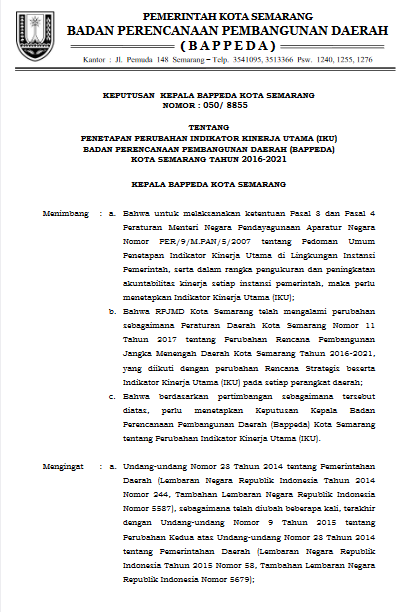 PEMERINTAH KOTA SEMARANG
BADAN PERENCANAAN PEMBANGUNAN DAERAH
( B A P P E D A )
Kantor : Jl. Pemuda 148 Semarang – Telp. 3541095, 3513366 Psw. 1240, 1255, 1276
KEPUTUSAN KEPALA BAPPEDA KOTA SEMARANG
NOMOR : 050/ 8855
TENTANG
PENETAPAN PERUBAHAN INDIKATOR KINERJA UTAMA (IKU)
BADAN PERENCANAAN PEMBANGUNAN DAERAH (BAPPEDA)
KOTA SEMARANG TAHUN 2016-2021
KEPALA BAPPEDA KOTA SEMARANG
Menimbang : a. Bahwa untuk melaksanakan ketentuan Pasal 3 dan Pasal 4
Peraturan Menteri Negara Pendayagunaan Aparatur Negara
Nomor PER/9/M.PAN/5/2007 tentang Pedoman Umum
Penetapan Indikator Kinerja Utama di Lingkungan Instansi
Pemerintah, serta dalam rangka pengukuran dan peningkatan
akuntabilitas kinerja setiap instansi pemerintah, maka perlu
menetapkan Indikator Kinerja Utama (IKU);
b. Bahwa RPJMD Kota Semarang telah mengalami perubahan
sebagaimana Peraturan Daerah Kota Semarang Nomor 11
Tahun 2017 tentang Perubahan Rencana Pembangunan
Jangka Menengah Daerah Kota Semarang Tahun 2016-2021,
yang diikuti dengan perubahan Rencana Strategis beserta
Indikator Kinerja Utama (IKU) pada setiap perangkat daerah;
c. Bahwa berdasarkan pertimbangan sebagaimana tersebut
diatas, perlu menetapkan Keputusan Kepala Badan
Perencanaan Pembangunan Daerah (Bappeda) Kota Semarang
tentang Perubahan Indikator Kinerja Utama (IKU).
Mengingat : a. Undang-undang Nomor 23 Tahun 2014 tentang Pemerintahan
Daerah (Lembaran Negara Republik Indonesia Tahun 2014
Nomor 244, Tambahan Lembaran Negara Republik Indonesia
Nomor 5587), sebagaimana telah diubah beberapa kali, terakhir
dengan Undang-undang Nomor 9 Tahun 2015 tentang
Perubahan Kedua atas Undang-undang Nomor 23 Tahun 2014
tentang Pemerintahan Daerah (Lembaran Negara Republik
Indonesia Tahun 2015 Nomor 58, Tambahan Lembaran Negara
Republik Indonesia Nomor 5679);